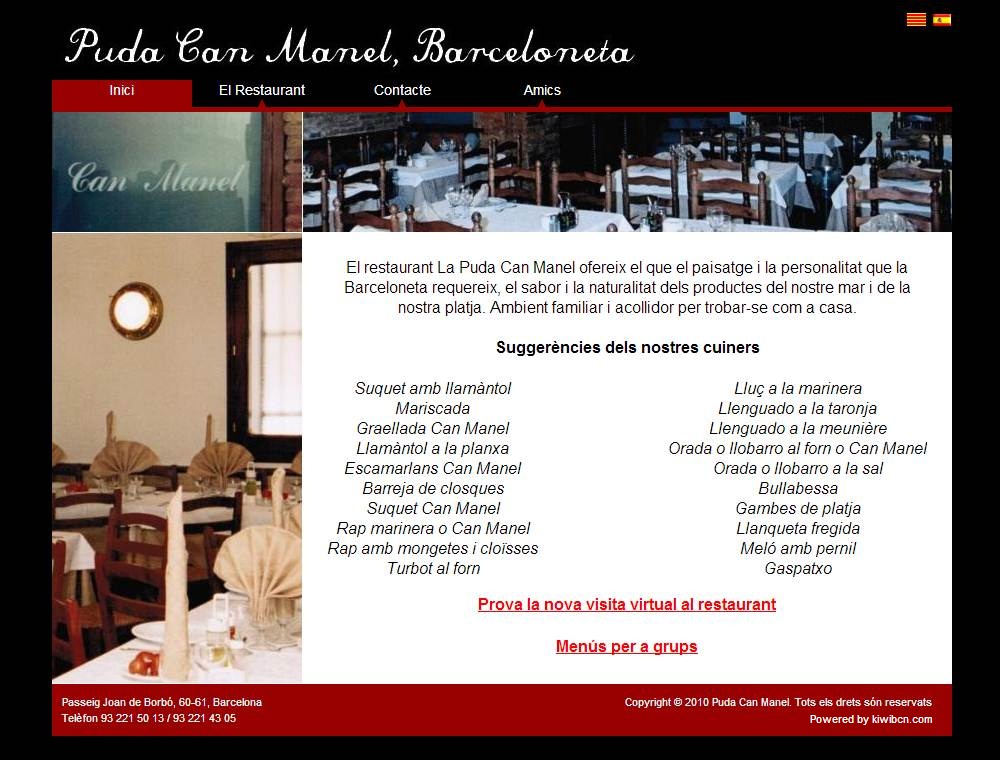 Puda Can Manel, Barceloneta
Inici
El Restaurant
Contacte
Amics
Can Manel
El restaurant La Puda Can Manel ofereix el que el paisatge i la personalitat que la
Barceloneta requereix, el sabor i la naturalitat dels productes del nostre mar i de la
nostra platja. Ambient familiar i acollidor per trobar-se com a casa.
Suggerències dels nostres cuiners
Suquet amb llamàntol
Mariscada
Graellada Can Manel
Llamàntol a la planxa
Escamarlans Can Manel
Barreja de closques
Suquet Can Manel
Rap marinera o Can Manel
Rap amb mongetes i cloïsses
Turbot al forn
Lluç a la marinera
Llenguado a la taronja
Llenguado a la meunière
Orada o llobarro al forn o Can Manel
Orada o llobarro a la sal
Bullabessa
Gambes de platja
Llanqueta fregida
Meló amb pernil
Gaspatxo
Prova la nova visita virtual al restaurant
Menús per a grups
Passeig Joan de Borbó, 60-61, Barcelona
Telèfon 93 221 50 13 / 93 221 43 05
Copyright © 2010 Puda Can Manel. Tots els drets són reservats
Powered by kiwibcn.com